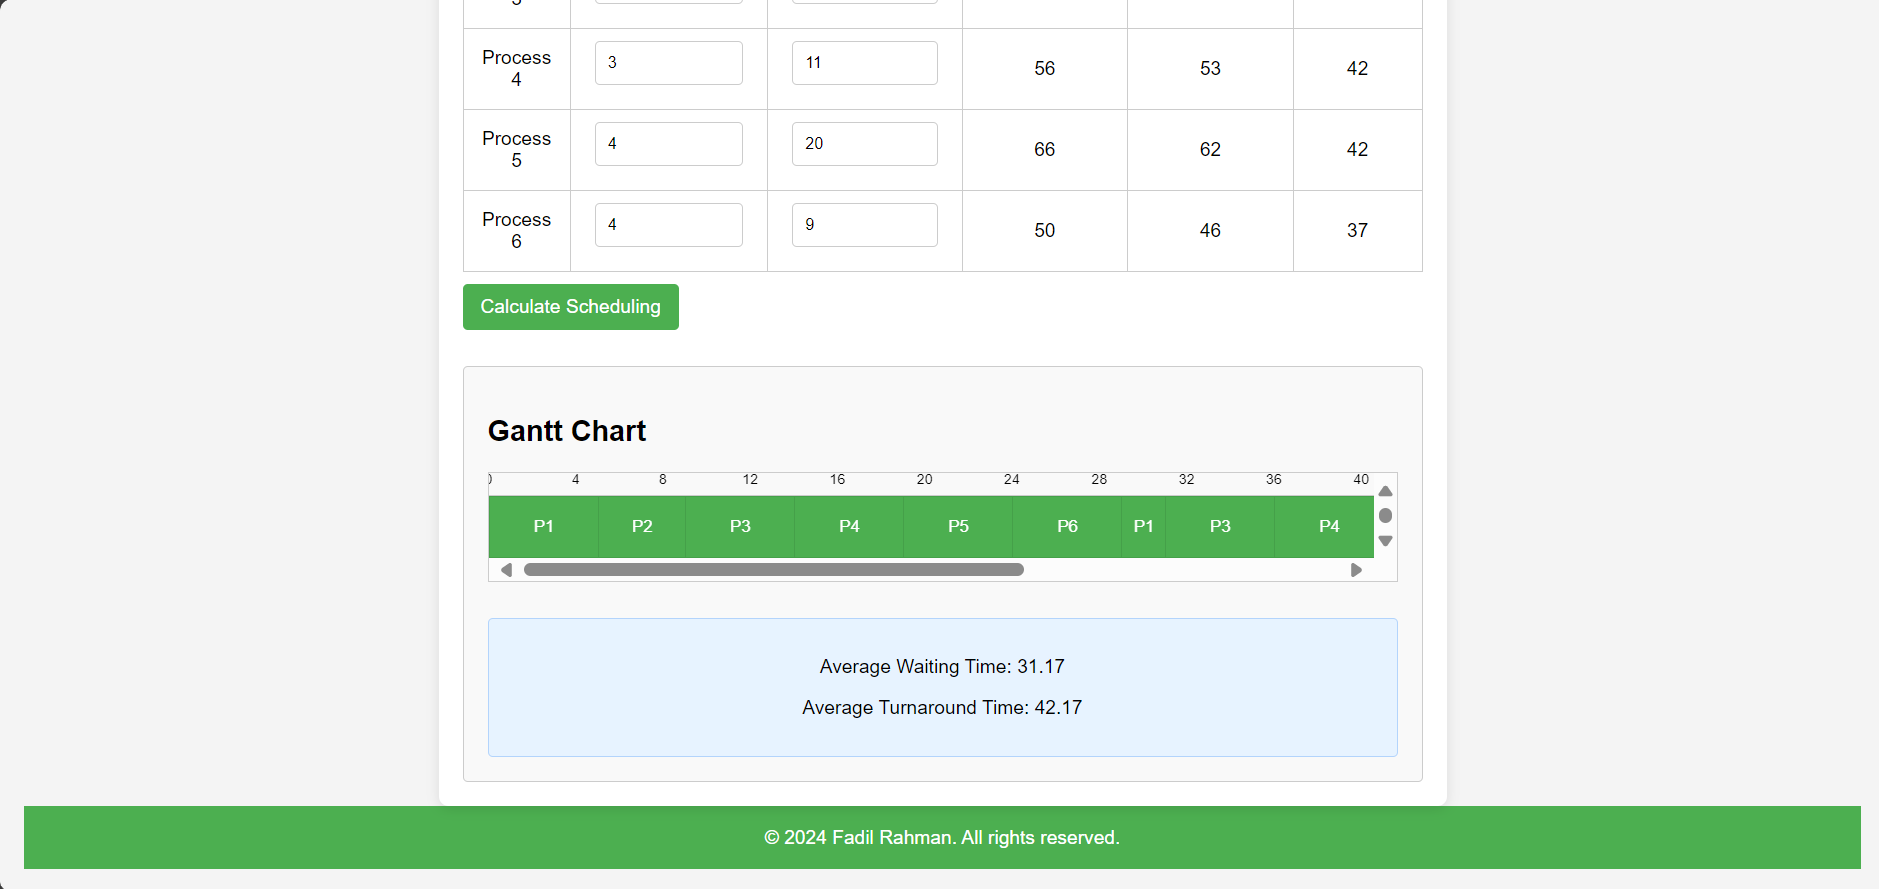 Process
4
3
11
56
53
42
Process
5
4
20
66
62
42
Process
6
4
9
50
46
37
Calculate Scheduling
Gantt Chart
4 8 12 16 20 24 28 32 36 40
P1 P2 P3 P4 P5 P6 P1 P3 P4
Average Waiting Time: 31.17
Average Turnaround Time: 42.17
© 2024 Fadil Rahman. All rights reserved.